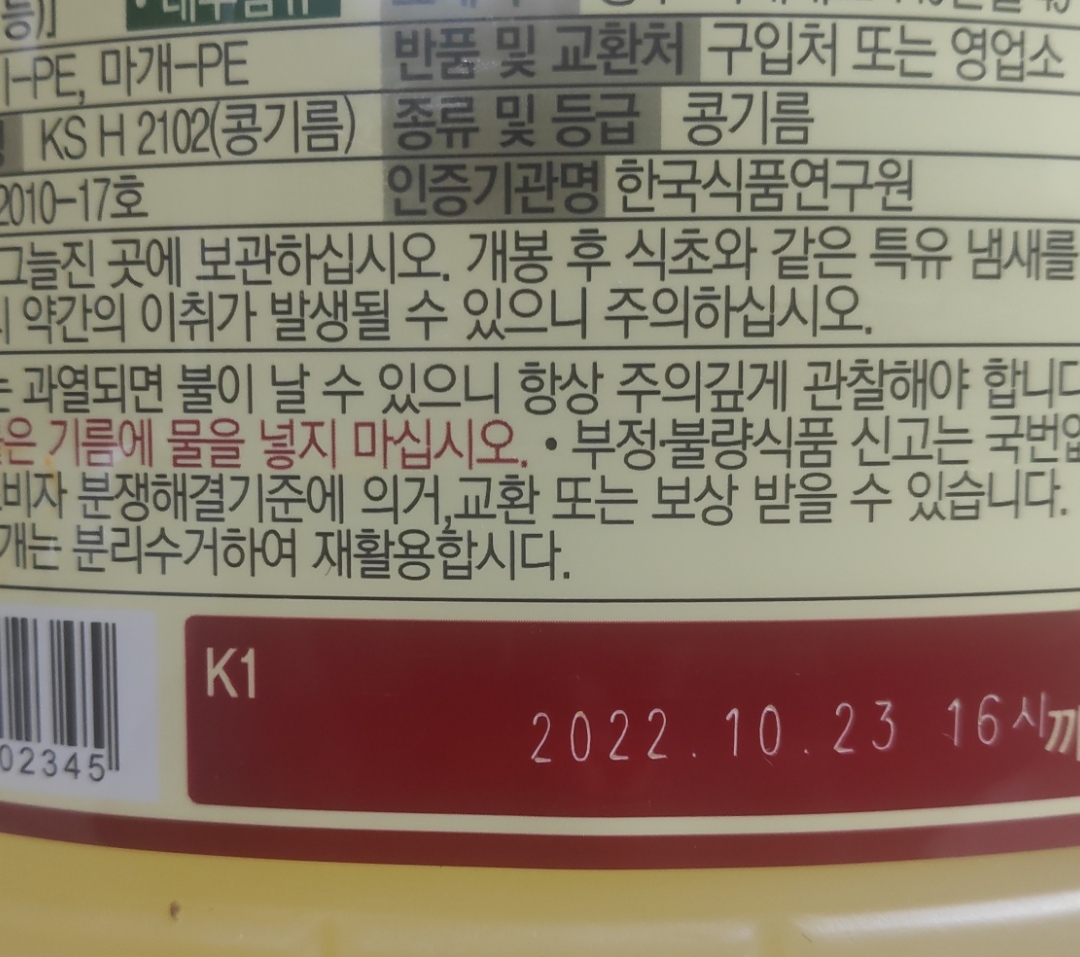 등)]
-PE, 마개-PE 반품 및 교환처 구입처 또는 영업소
KS H 2102(콩기름) 종류 및 등급 콩기름
2010-17호 인증기관명 한국식품연구원
그늘진 곳에 보관하십시오. 개봉 후 식초와 같은 특유 냄새를
약간의 이취가 발생될 수 있으니 주의하십시오.
는 과열되면 불이 날 수 있으니 항상 주의깊게 관찰해야 합니다
은 기름에 물을 넣지 마십시오. • 부정·불량식품 신고는 국번없
비자 분쟁해결기준에 의거,교환 또는 보상 받을 수 있습니다.
개는 분리수거하여 재활용합시다.
K1
2022.10.23 16시까
02345